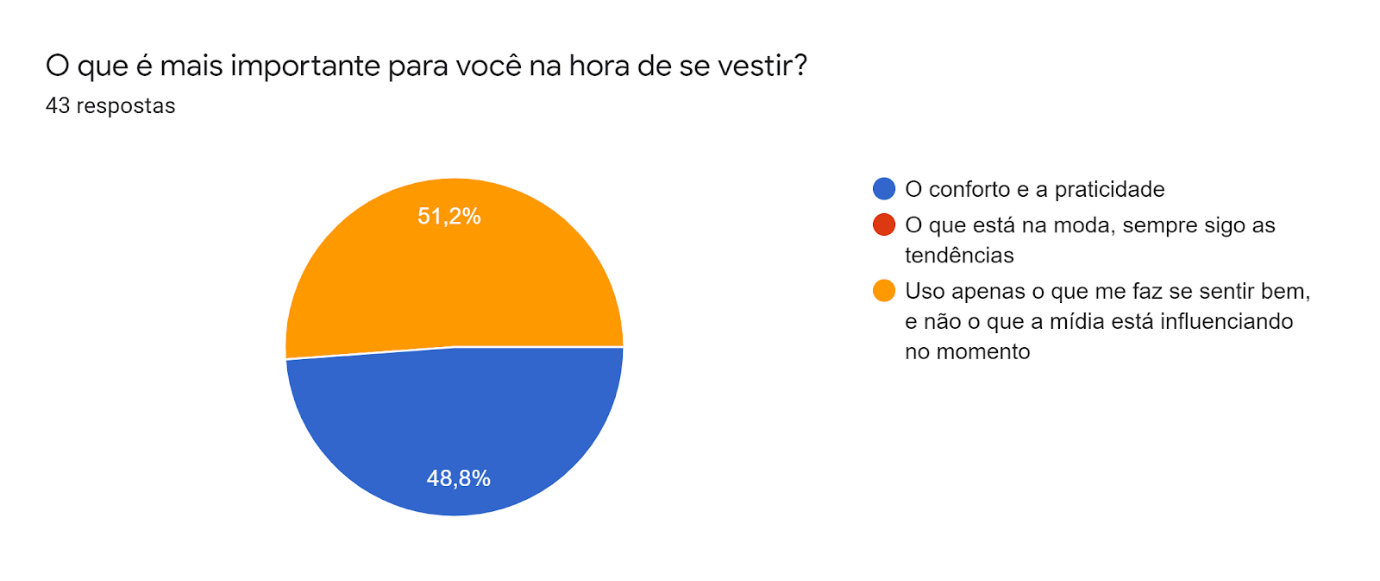 O que é mais importante para você na hora de se vestir?
43 respostas
51,2%
48,8%
O conforto e a praticidade
O que está na moda, sempre sigo as
tendências
Uso apenas o que me faz se sentir bem,
e não o que a mídia está influenciando
no momento